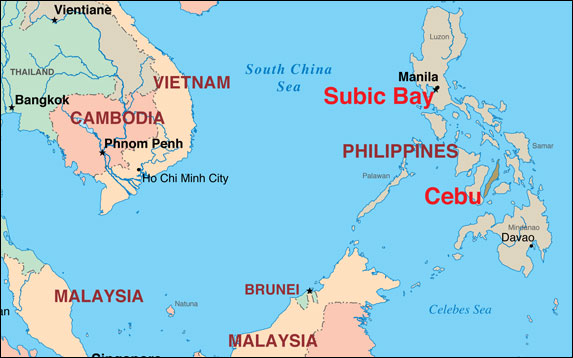 Vientiane
Luzon
THAILAND
South China
Sea
VIETNAM
Manila
Bangkok
Subic Bay
CAMBODIA
Phnom Penh
PHILIPPINES
Samar
Ho Chi Minh City
Palawan
Cebu
Mindanao
Davao
BRUNEI
MALAYSIA
Natuna
Celebes Sea
MALAYSIA